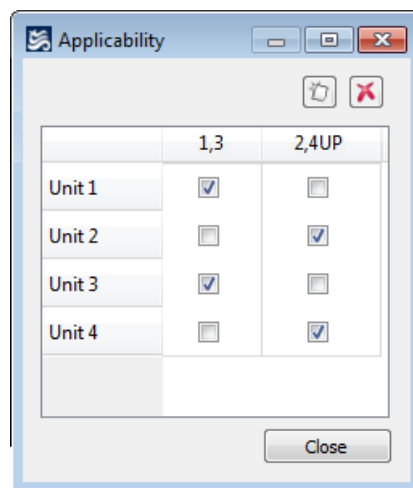 Applicability
1,3 2,4UP
Unit 1
Unit 2
Unit 3
Unit 4
Close